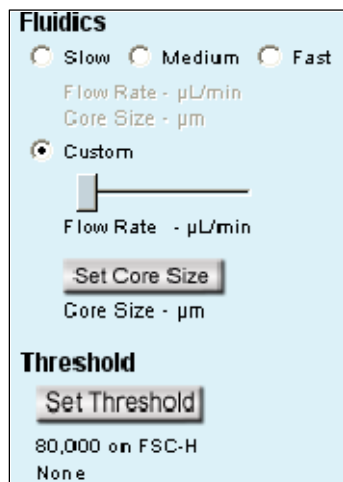 Fluidics
Slow Medium Fast
Flow Rate - µL/min
Core Size - µm
Custom
Flow Rate - µL/min
Set Core Size
Core Size - µm
Threshold
Set Threshold
80,000 on FSC-H
None